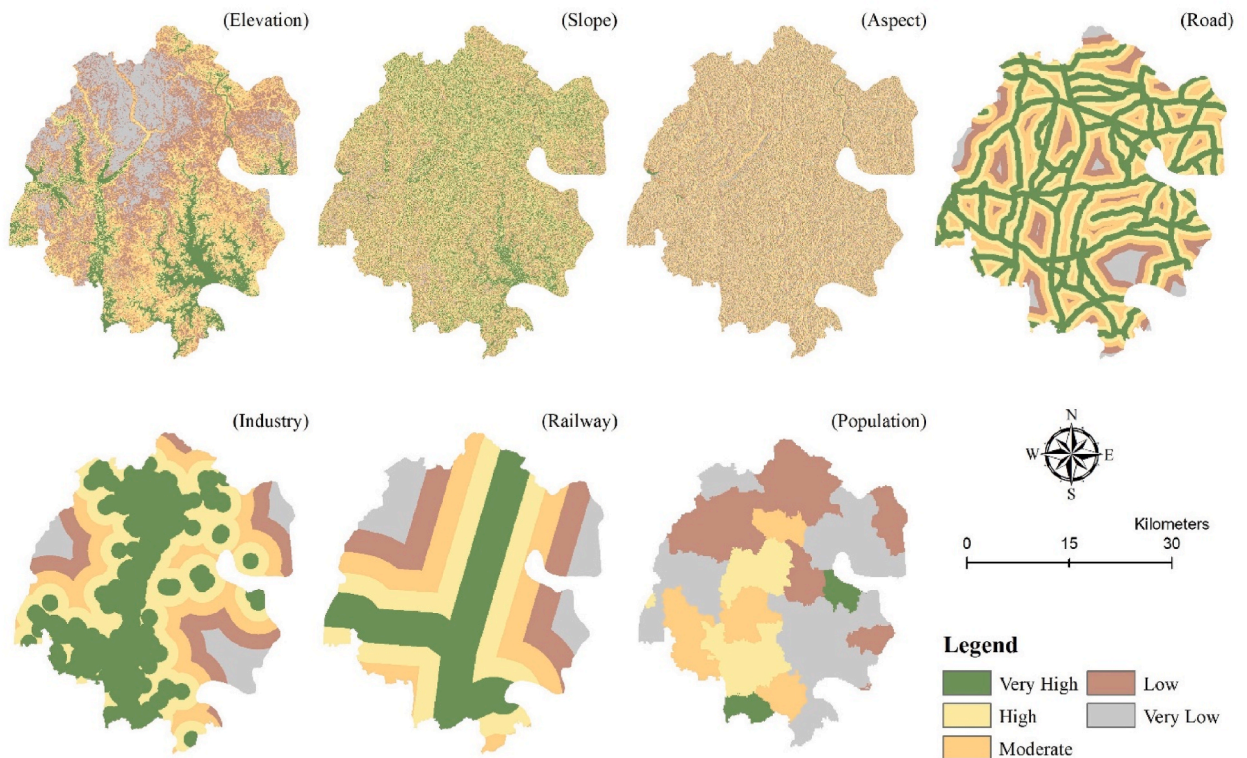 (Elevation)
(Slope)
(Aspect)
(Road)
(Industry)
(Railway)
(Population)
N
W E
S
Kilometers
0 15 30
Legend
Very High Low
High Very Low
Moderate